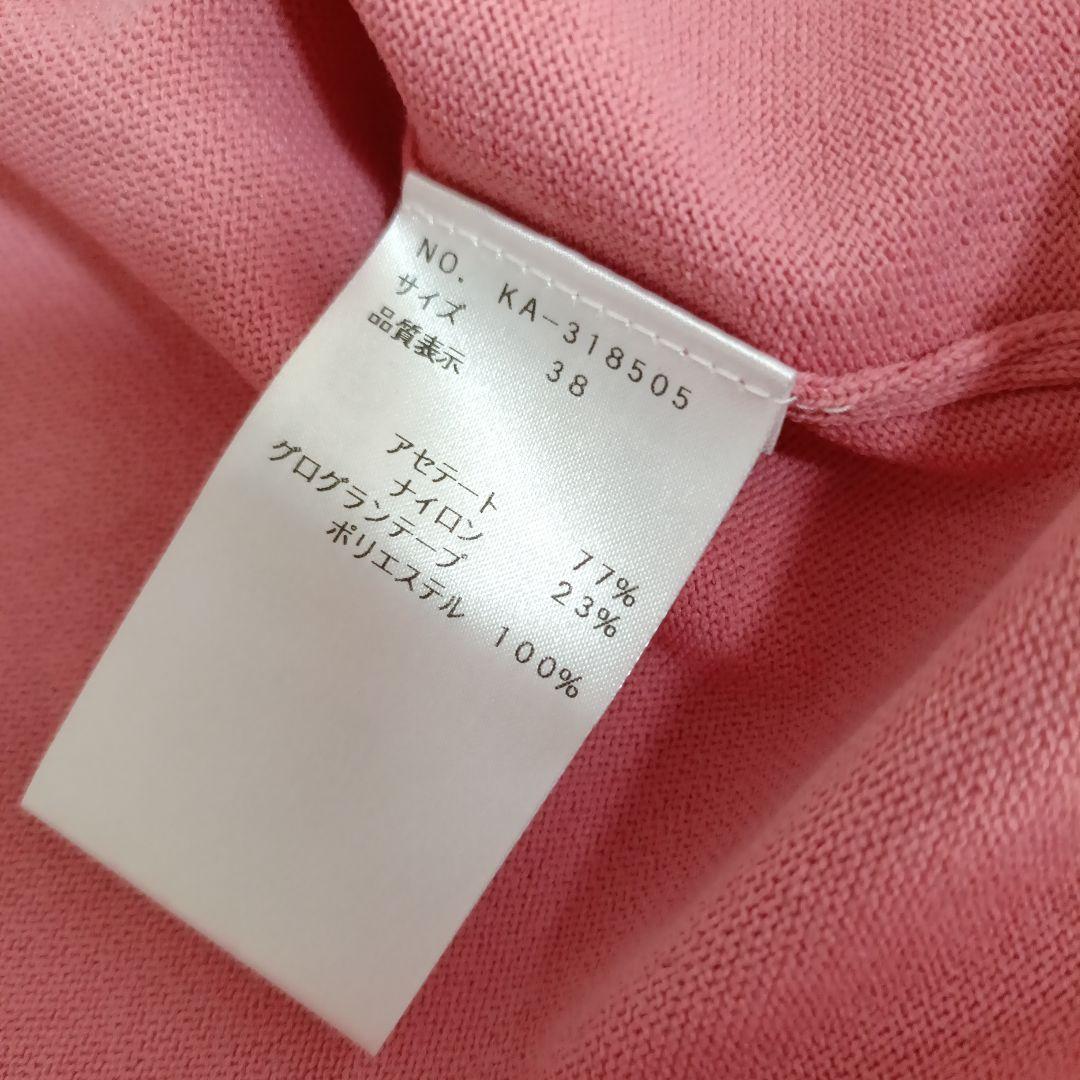 NO. KA-318505
サイズ 38
品質表示
アセテート 77%
ナイロン 23%
グログランテープ
ポリエステル 100%